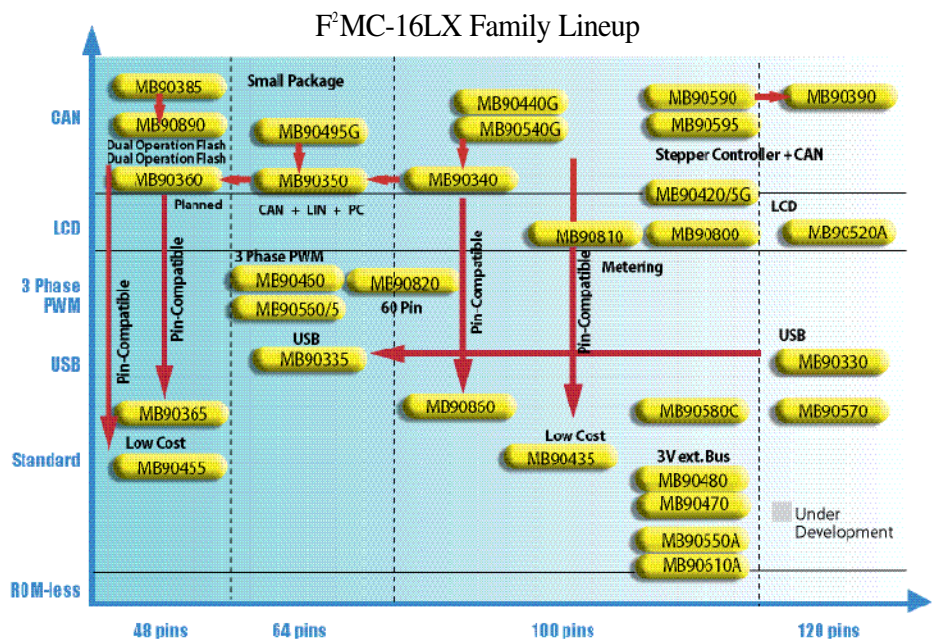 F²MC-16LX Family Lineup
CAN
LCD
3 Phase
PWM
USB
Standard
ROM-less
MB90385
MB90890
Dual Operation Flash
Dual Operation Flash
MB90360
Planned
Small Package
MB90495G
MB90350
CAN + LIN + PC
MB90440G
MB90540G
MB90340
MB90590
MB90390
MB90595
Stepper Controller + CAN
MB90420/5G
LCD
MB90810
MB90800
MB90520A
3 Phase PWM
MB90460
MB90820
MB90560/5
60 Pin
Metering
Pin-Compatible
Pin-Compatible
Pin-Compatible
Pin-Compatible
USB
MB90335
USB
MB90330
MB90365
MB90860
MB90580C
MB90570
Low Cost
MB90455
Low Cost
MB90435
3V ext. Bus
MB90480
MB90470
MB90550A
MB90610A
Under
Development
48 pins
64 pins
100 pins
120 pins